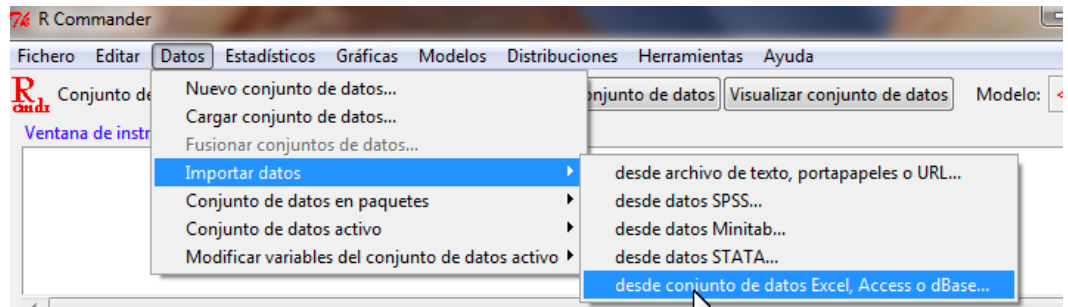 R Commander
Fichero Editar Datos Estadísticos Gráficas Modelos Distribuciones Herramientas Ayuda
Rcmdr Conjunto de onjunto de datos Visualizar conjunto de datos Modelo: <
Ventana de instr
Nuevo conjunto de datos...
Cargar conjunto de datos...
Fusionar conjuntos de datos...
Importar datos
Conjunto de datos en paquetes
Conjunto de datos activo
Modificar variables del conjunto de datos activo
desde archivo de texto, portapapeles o URL...
desde datos SPSS...
desde datos Minitab...
desde datos STATA...
desde conjunto de datos Excel, Access o dBase...